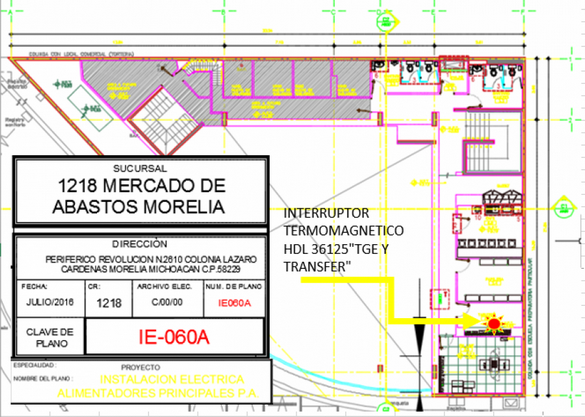 COLINDA CON LOCAL COMERCIAL (TORTERIA)
SUCURSAL
1218 MERCADO DE
ABASTOS MORELIA
DIRECCIÓN
PERIFERICO REVOLUCION N.2610 COLONIA LAZARO
CARDENAS MORELIA MICHOACAN C.P.58229
FECHA: CR: ARCHIVO ELEC. NUM. DE PLANO
JULIO/2016 1218 C/00/00 IE060A
CLAVE DE
PLANO
IE-060A
ESPECIALIDAD:
PROYECTO
NOMBRE DEL PLANO:
INSTALACION ELECTRICA
ALIMENTADORES PRINCIPALES P.A
INTERRUPTOR
TERMOMAGNETICO
HDL 36125"TGE Y
TRANSFER"
COLINDA CON ESCUELA PREPARATORIA PARTICULAR
Registro